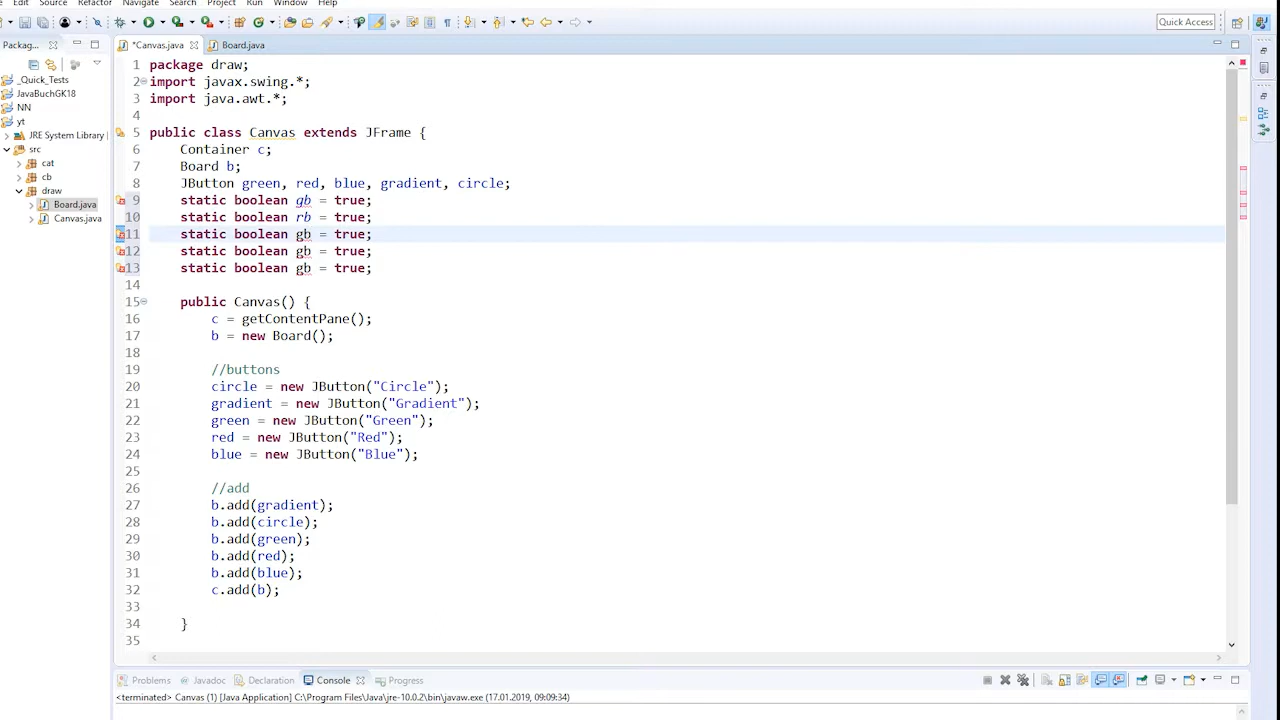 Edit Source Refactor Navigate Search Project Run Window Help
Quick Access
Packag...
*Canvas.java
Board.java
_Quick_Tests
JavaBuchGK18
NN
yt
JRE System Library
src
cat
cb
draw
Board.java
Canvas.java
1 package draw;
2 import javax.swing.*;
3 import java.awt.*;
4
5 public class Canvas extends JFrame {
6 Container c;
7 Board b;
8 JButton green, red, blue, gradient, circle;
9 static boolean gb = true;
10 static boolean rb = true;
11 static boolean gb = true;
12 static boolean gb = true;
13 static boolean gb = true;
14
15 public Canvas() {
16 c = getContentPane();
17 b = new Board();
18
19 //buttons
20 circle = new JButton("Circle");
21 gradient = new JButton("Gradient");
22 green = new JButton("Green");
23 red = new JButton("Red");
24 blue = new JButton("Blue");
25
26 //add
27 b.add(gradient);
28 b.add(circle);
29 b.add(green);
30 b.add(red);
31 b.add(blue);
32 c.add(b);
33
34 }
35
Problems Javadoc Declaration Console Progress
<terminated> Canvas (1) [Java Application] C:\Program Files\Java\jre-10.0.2\bin\javaw.exe (17.01.2019, 09:09:34)